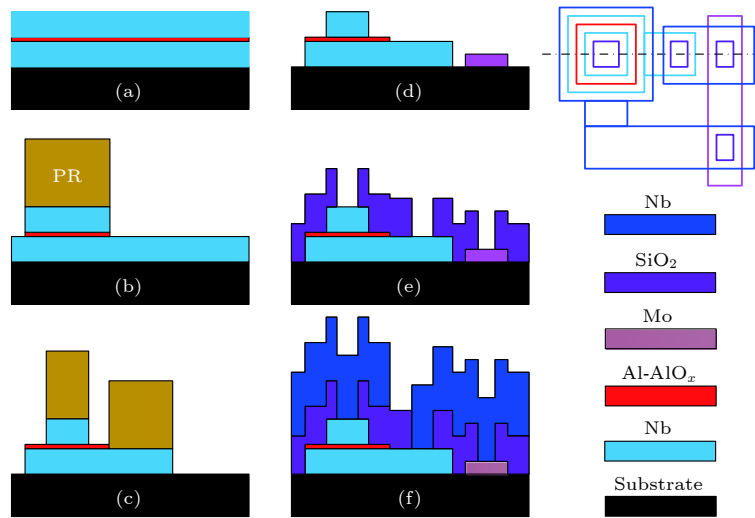 (a)
(d)
PR
(b)
(e)
(c)
(f)
Nb
SiO₂
Mo
Al-AlOₓ
Nb
Substrate